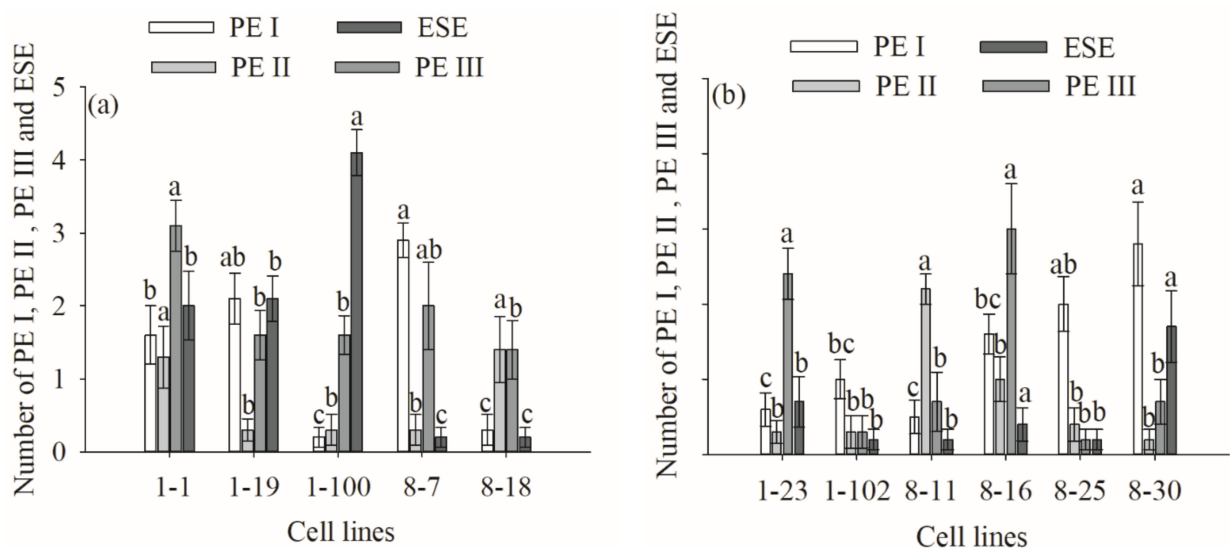 PE I
ESE
PE II
PE III
Number of PE I, PE II , PE III and ESE
(a)
5
4
3
2
1
0
b
a
a
b
ab
b
b
b
c
b
b
a
a
b
ab
c
c
a
b
c
1-1
1-19
1-100
8-7
8-18
Cell lines
PE I
ESE
PE II
PE III
Number of PE I, PE II , PE III and ESE
(b)
c
b
a
b
bc
b
b
b
c
a
b
b
bc
b
a
a
ab
b
b
b
a
b
b
a
1-23
1-102
8-11
8-16
8-25
8-30
Cell lines